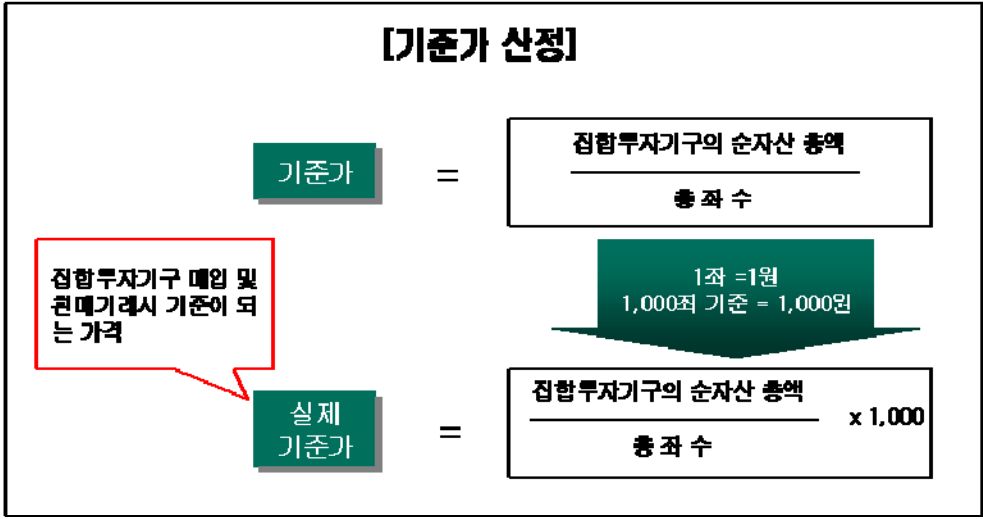 [기준가 산정]
기준가
=
집합투자기구의 순자산 총액
총 좌 수
집합투자기구 매입 및
환매거래시 기준이 되
는 가격
1좌 =1원
1,000좌 기준 = 1,000원
실제
기준가
=
집합투자기구의 순자산 총액
총 좌 수
x 1,000